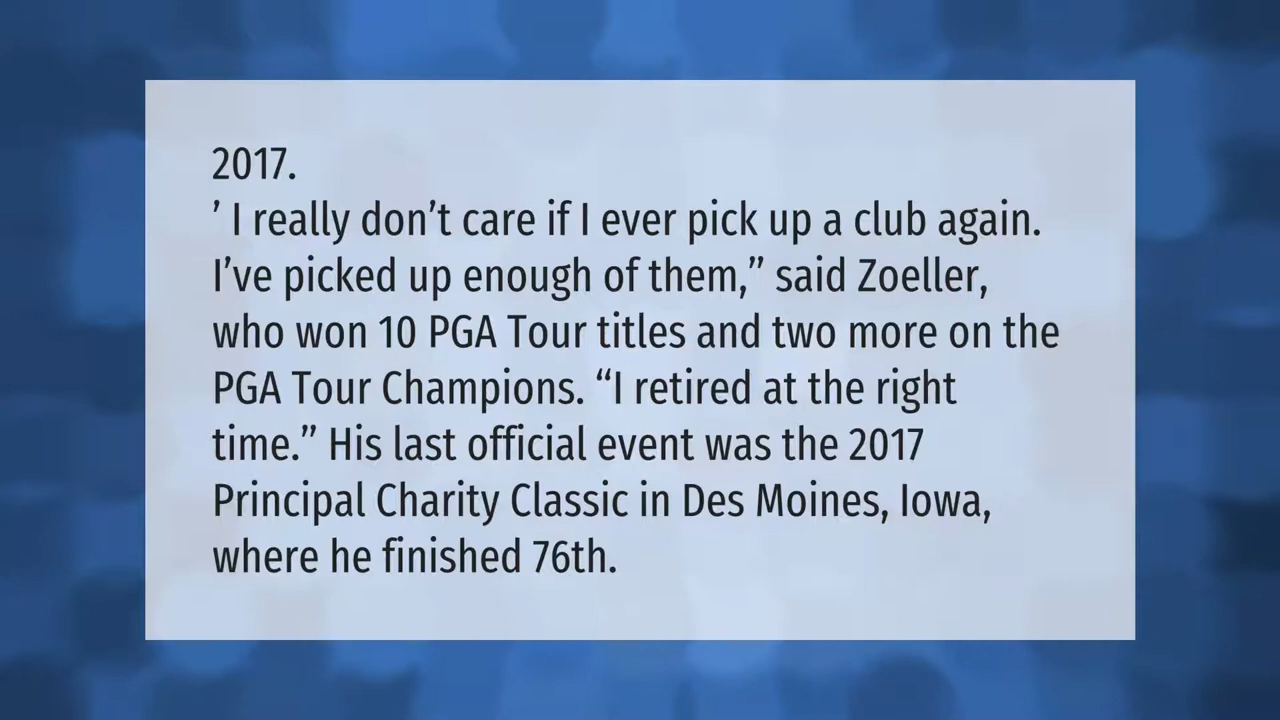 2017.
’ I really don’t care if I ever pick up a club again.
I’ve picked up enough of them,” said Zoeller,
who won 10 PGA Tour titles and two more on the
PGA Tour Champions. “I retired at the right
time.” His last official event was the 2017
Principal Charity Classic in Des Moines, Iowa,
where he finished 76th.